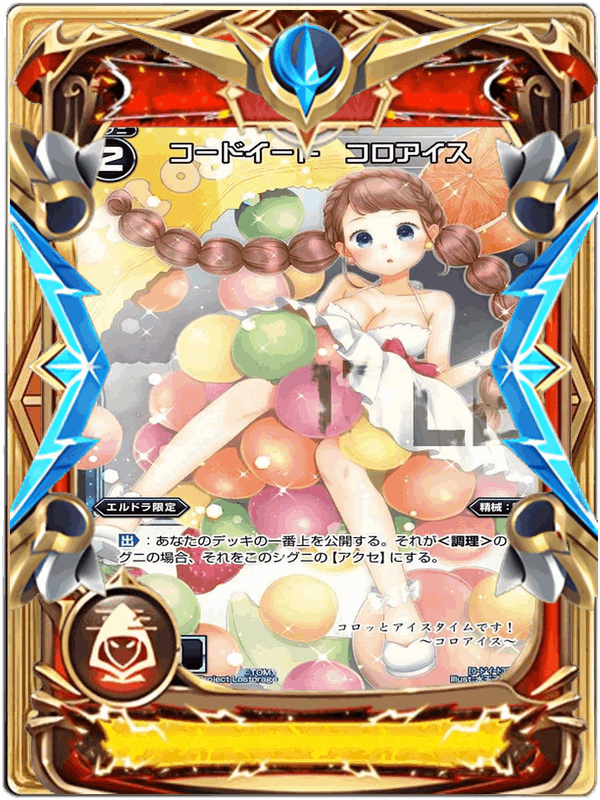 2
コードイート コロアイス
エルドラ限定
精械:
出:あなたのデッキの一番上を公開する。それが<調理>の
グニの場合、それをこのシグニの【アクセ】にする。
コロッとアイスタイムです!
~コロアイス~
©TOMY
Project Lostorage